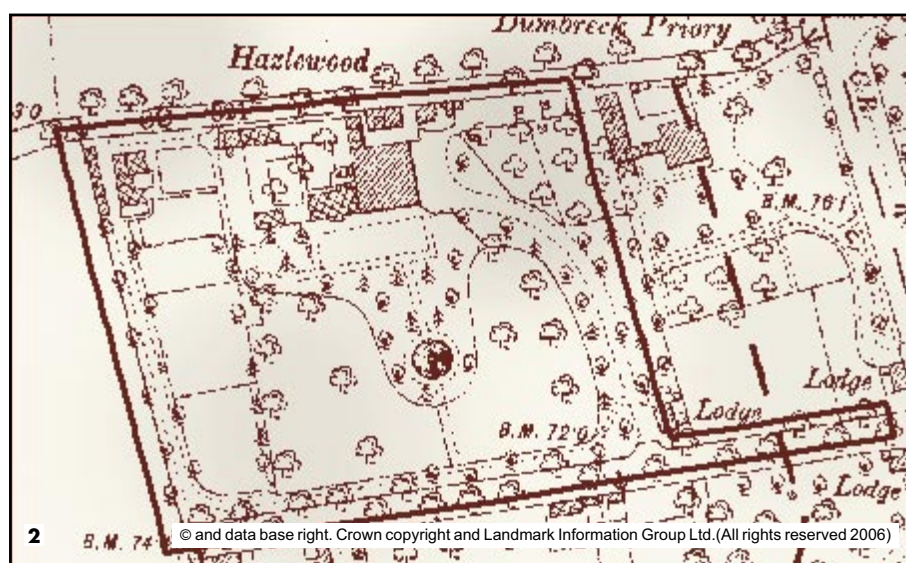 Dumbreck Priory
Hazlewood
B.M. 76·1
Lodge
Lodge
B.M. 72·9
Lodge
2
B.M. 74
© and data base right. Crown copyright and Landmark Information Group Ltd.(All rights reserved 2006)